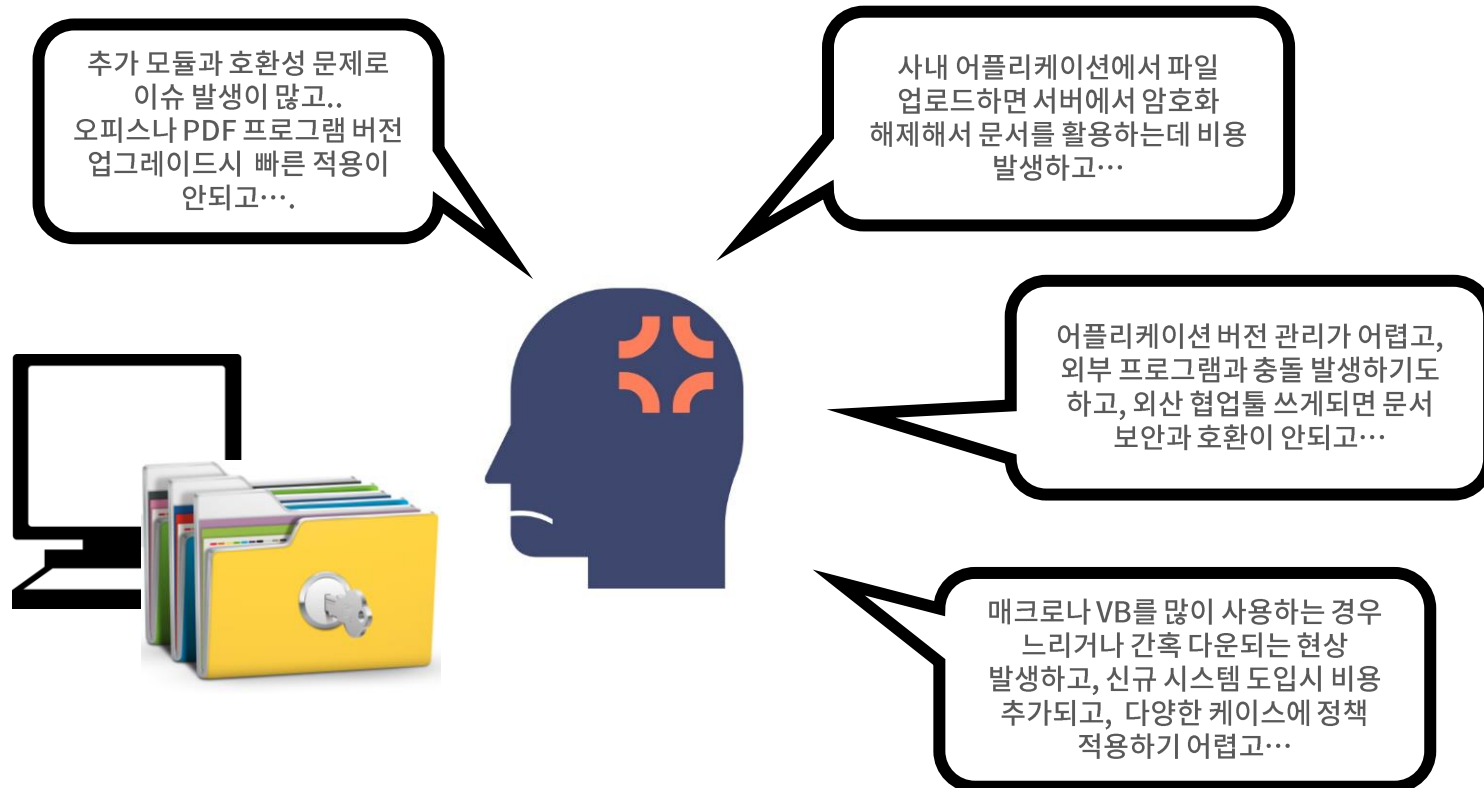 추가 모듈과 호환성 문제로
이슈 발생이 많고..
오피스나 PDF 프로그램 버전
업그레이드시 빠른 적용이
안되고….
사내 어플리케이션에서 파일
업로드하면 서버에서 암호화
해제해서 문서를 활용하는데 비용
발생하고…
어플리케이션 버전 관리가 어렵고,
외부 프로그램과 충돌 발생하기도
하고, 외산 협업툴 쓰게되면 문서
보안과 호환이 안되고…
매크로나 VB를 많이 사용하는 경우
느리거나 간혹 다운되는 현상
발생하고, 신규 시스템 도입시 비용
추가되고, 다양한 케이스에 정책
적용하기 어렵고…